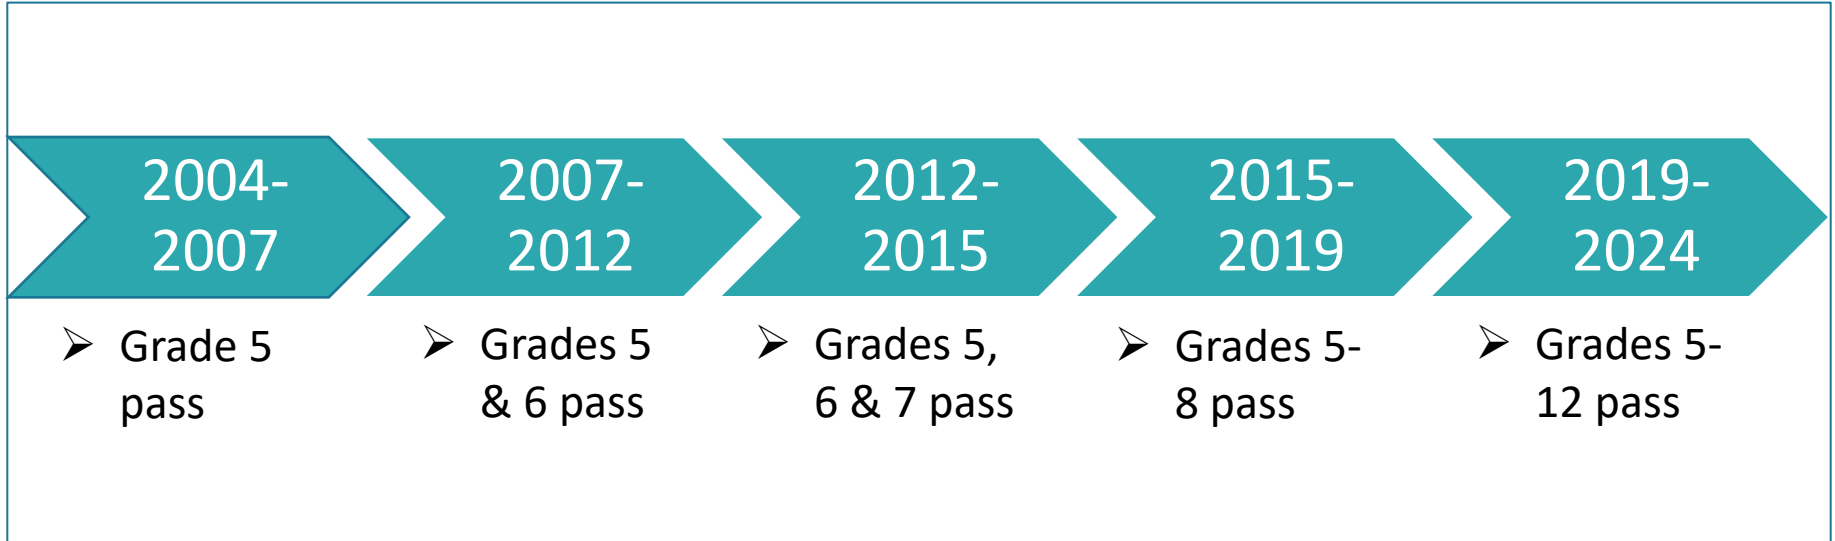 2004-
2007
2007-
2012
2012-
2015
2015-
2019
2019-
2024
➢ Grade 5
pass
➢ Grades 5
& 6 pass
➢ Grades 5,
6 & 7 pass
➢ Grades 5-
8 pass
➢ Grades 5-
12 pass